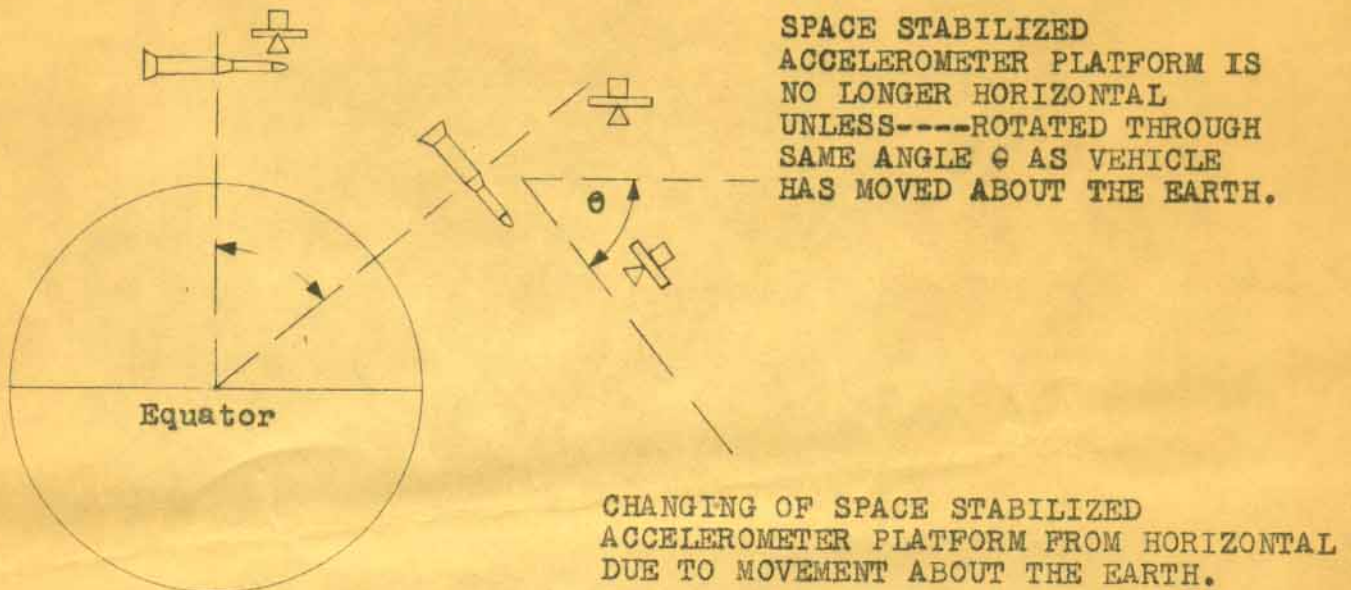 SPACE STABILIZED
ACCELEROMETER PLATFORM IS
NO LONGER HORIZONTAL
UNLESS----ROTATED THROUGH
SAME ANGLE θ AS VEHICLE
HAS MOVED ABOUT THE EARTH.
θ
Equator
CHANGING OF SPACE STABILIZED
ACCELEROMETER PLATFORM FROM HORIZONTAL
DUE TO MOVEMENT ABOUT THE EARTH.